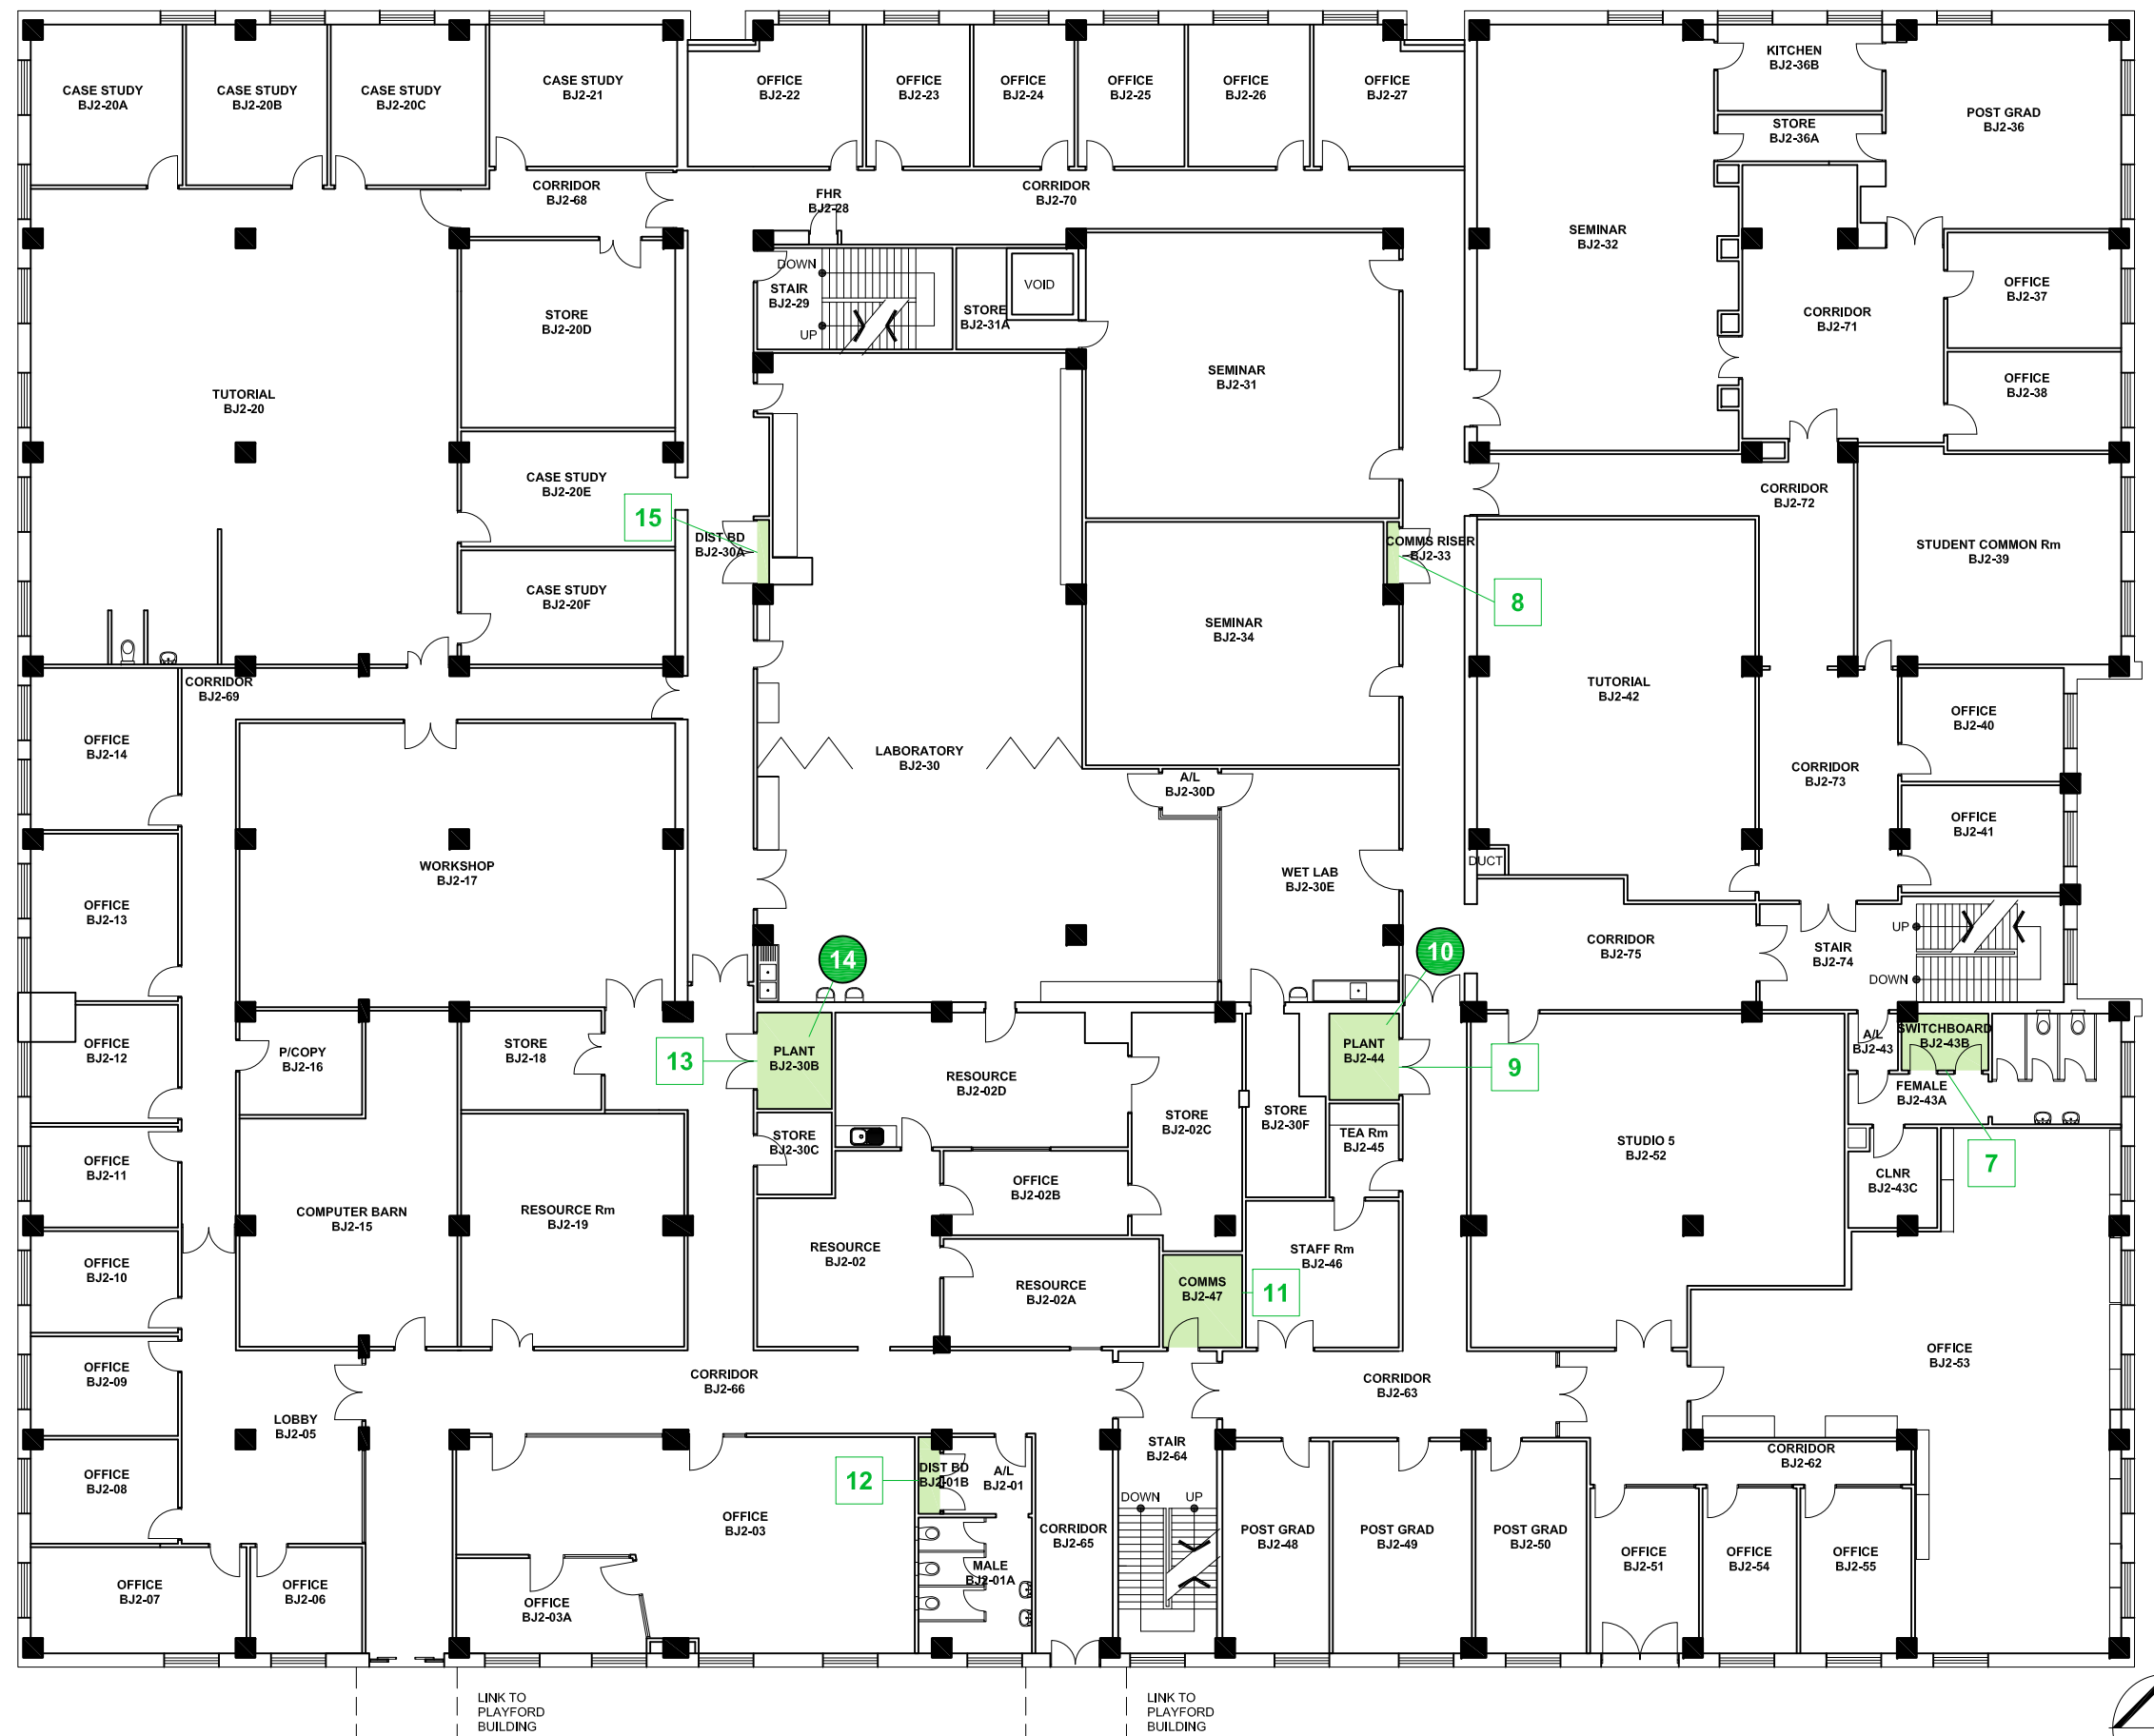 CASE STUDY
BJ2-20A
CASE STUDY
BJ2-20B
CASE STUDY
BJ2-20C
CASE STUDY
BJ2-21
OFFICE
BJ2-22
OFFICE
BJ2-23
OFFICE
BJ2-24
OFFICE
BJ2-25
OFFICE
BJ2-26
OFFICE
BJ2-27
KITCHEN
BJ2-36B
STORE
BJ2-36A
POST GRAD
BJ2-36
CORRIDOR
BJ2-68
FHR
BJ2-28
CORRIDOR
BJ2-70
SEMINAR
BJ2-32
DOWN
STAIR
BJ2-29
UP
VOID
STORE
BJ2-31A
STORE
BJ2-20D
OFFICE
BJ2-37
CORRIDOR
BJ2-71
SEMINAR
BJ2-31
OFFICE
BJ2-38
TUTORIAL
BJ2-20
CASE STUDY
BJ2-20E
15
DIST BD
BJ2-30A
COMMS RISER
BJ2-33
CORRIDOR
BJ2-72
STUDENT COMMON Rm
BJ2-39
CASE STUDY
BJ2-20F
8
SEMINAR
BJ2-34
CORRIDOR
BJ2-69
TUTORIAL
BJ2-42
OFFICE
BJ2-40
OFFICE
BJ2-14
LABORATORY
BJ2-30
A/L
BJ2-30D
CORRIDOR
BJ2-73
OFFICE
BJ2-41
WORKSHOP
BJ2-17
WET LAB
BJ2-30E
DUCT
OFFICE
BJ2-13
14
10
CORRIDOR
BJ2-75
STAIR
BJ2-74
UP
DOWN
OFFICE
BJ2-12
P/COPY
BJ2-16
STORE
BJ2-18
13
PLANT
BJ2-30B
RESOURCE
BJ2-02D
PLANT
BJ2-44
9
A/L
BJ2-43
SWITCHBOARD
BJ2-43B
FEMALE
BJ2-43A
STORE
BJ2-30C
STORE
BJ2-02C
STORE
BJ2-30F
TEA Rm
BJ2-45
STUDIO 5
BJ2-52
7
OFFICE
BJ2-11
OFFICE
BJ2-02B
CLNR
BJ2-43C
COMPUTER BARN
BJ2-15
RESOURCE Rm
BJ2-19
RESOURCE
BJ2-02
STAFF Rm
BJ2-46
OFFICE
BJ2-10
RESOURCE
BJ2-02A
COMMS
BJ2-47
11
OFFICE
BJ2-53
OFFICE
BJ2-09
CORRIDOR
BJ2-66
CORRIDOR
BJ2-63
LOBBY
BJ2-05
STAIR
BJ2-64
CORRIDOR
BJ2-62
OFFICE
BJ2-08
12
DIST BD
BJ2-01B
A/L
BJ2-01
DOWN
UP
OFFICE
BJ2-03
CORRIDOR
BJ2-65
POST GRAD
BJ2-48
POST GRAD
BJ2-49
POST GRAD
BJ2-50
OFFICE
BJ2-51
OFFICE
BJ2-54
OFFICE
BJ2-55
OFFICE
BJ2-07
OFFICE
BJ2-06
OFFICE
BJ2-03A
MALE
BJ2-01A
LINK TO
PLAYFORD
BUILDING
LINK TO
PLAYFORD
BUILDING